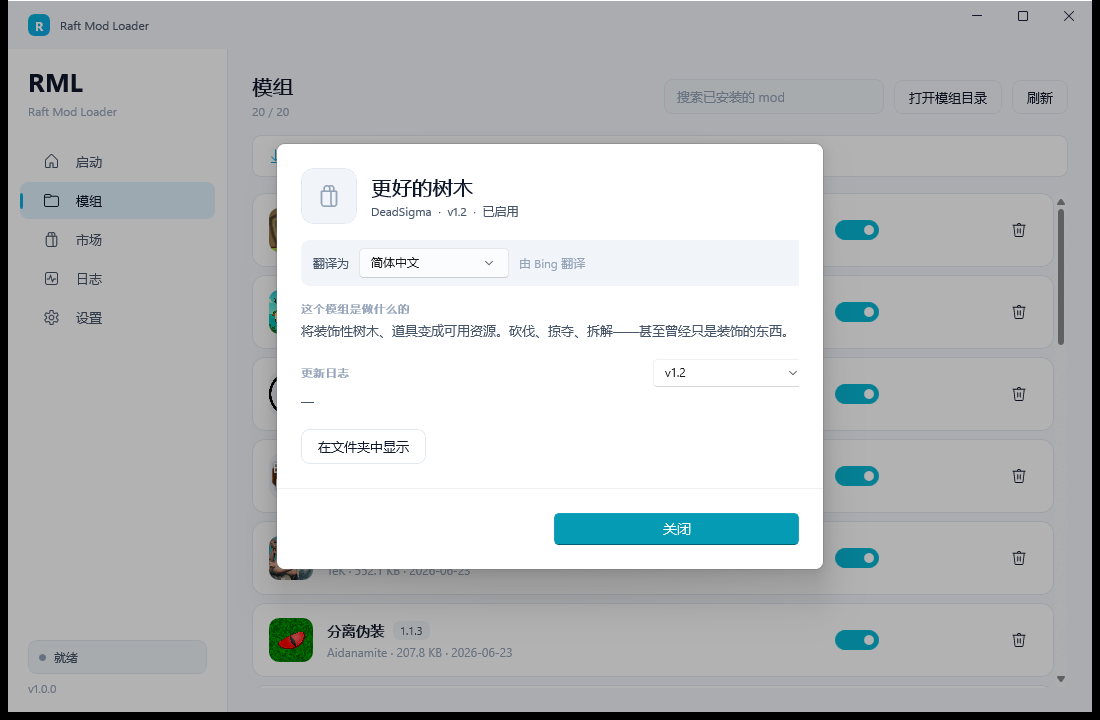 R Raft Mod Loader
RML
Raft Mod Loader
启动
模组
市场
日志
设置
就绪
v1.0.0
模组
20 / 20
搜索已安装的 mod
打开模组目录
刷新
更好的树木
DeadSigma · v1.2 · 已启用
翻译为
简体中文
由 Bing 翻译
这个模组是做什么的
将装饰性树木、道具变成可用资源。砍伐、掠夺、拆解——甚至曾经只是装饰的东西。
更新日志
v1.2
—
在文件夹中显示
关闭
TeK · 552.1 KB · 2026-06-23
分离伪装 1.1.3
Aidanamite · 207.8 KB · 2026-06-23